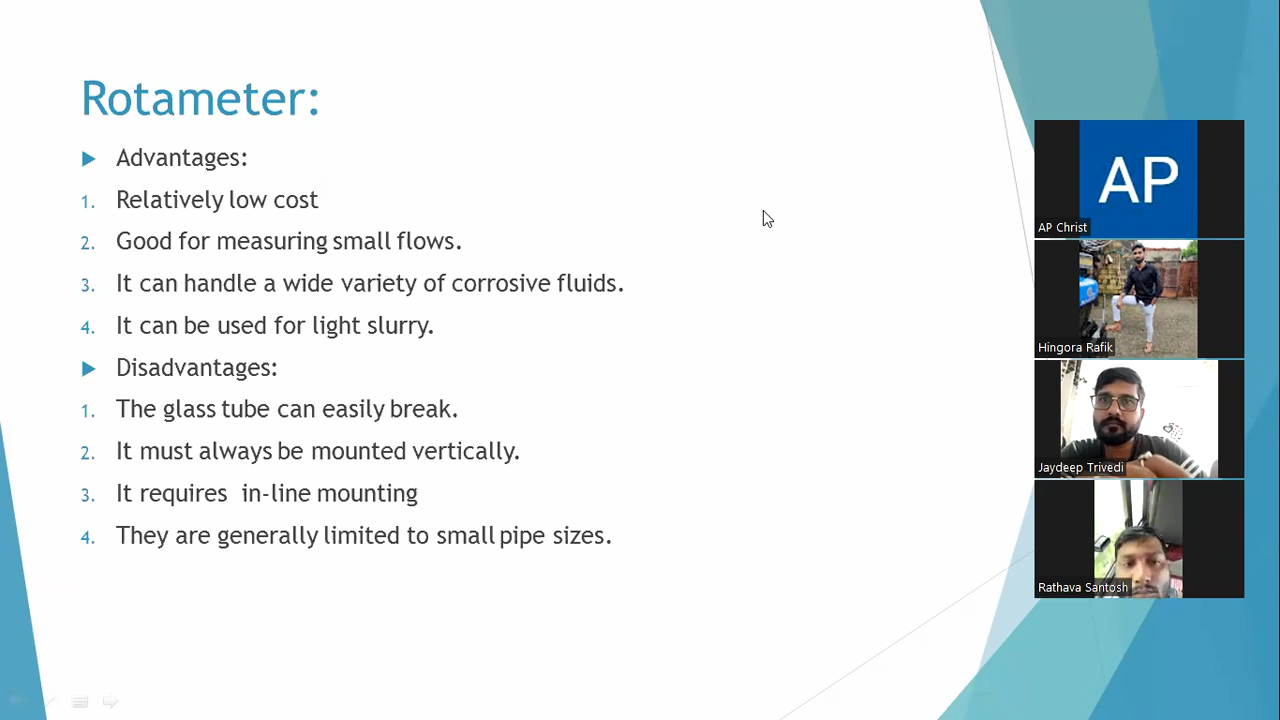 Rotameter:
Advantages:
1. Relatively low cost
2. Good for measuring small flows.
3. It can handle a wide variety of corrosive fluids.
4. It can be used for light slurry.
Disadvantages:
1. The glass tube can easily break.
2. It must always be mounted vertically.
3. It requires  in-line mounting
4. They are generally limited to small pipe sizes.
AP
AP Christ
Hingora Rafik
Jaydeep Trivedi
Rathava Santosh